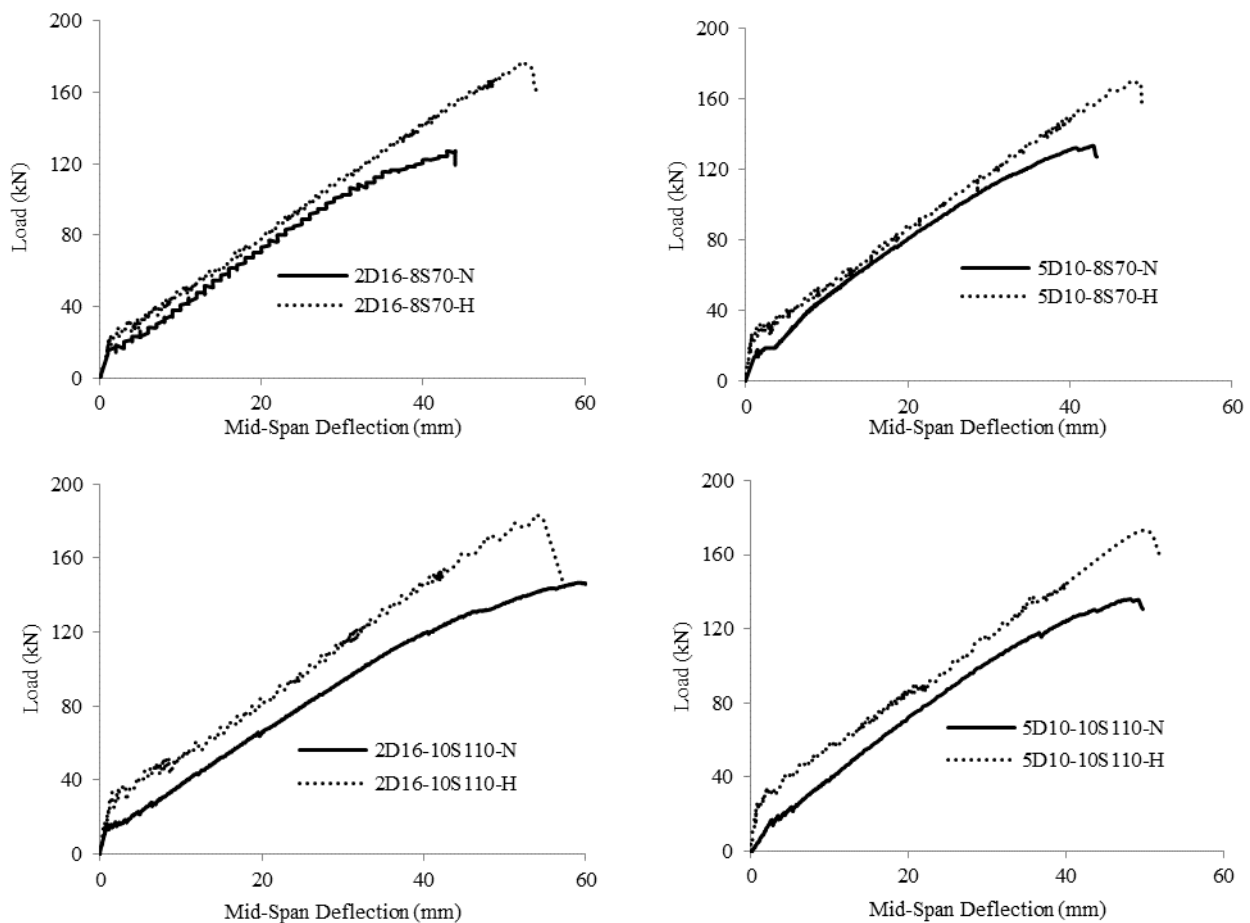 200
160
120
80
40
0
Load (kN)
2D16-8S70-N
2D16-8S70-H
0 20 40 60
Mid-Span Deflection (mm)
200
160
120
80
40
0
Load (kN)
5D10-8S70-N
5D10-8S70-H
0 20 40 60
Mid-Span Deflection (mm)
200
160
120
80
40
0
Load (kN)
2D16-10S110-N
2D16-10S110-H
0 20 40 60
Mid-Span Deflection (mm)
200
160
120
80
40
0
Load (kN)
5D10-10S110-N
5D10-10S110-H
0 20 40 60
Mid-Span Deflection (mm)